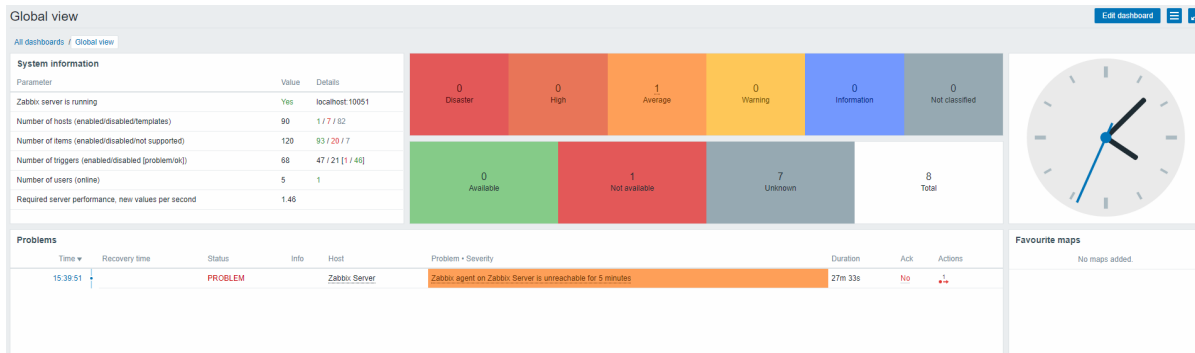 Global view
Edit dashboard
All dashboards / Global view
System information
Parameter Value Details
Zabbix server is running Yes localhost:10051
Number of hosts (enabled/disabled/templates) 90 1 / 7 / 82
Number of items (enabled/disabled/not supported) 120 93 / 20 / 7
Number of triggers (enabled/disabled [problem/ok]) 68 47 / 21 [1 / 46]
Number of users (online) 5 1
Required server performance, new values per second 1.46
0 0 1 0 0 0
Disaster High Average Warning Information Not classified
0 1 7 8
Available Not available Unknown Total
Problems
Time ▾ Recovery time Status Info Host Problem • Severity Duration Ack Actions
15:39:51 PROBLEM Zabbix Server Zabbix agent on Zabbix Server is unreachable for 5 minutes 27m 33s No 1
Favourite maps
No maps added.